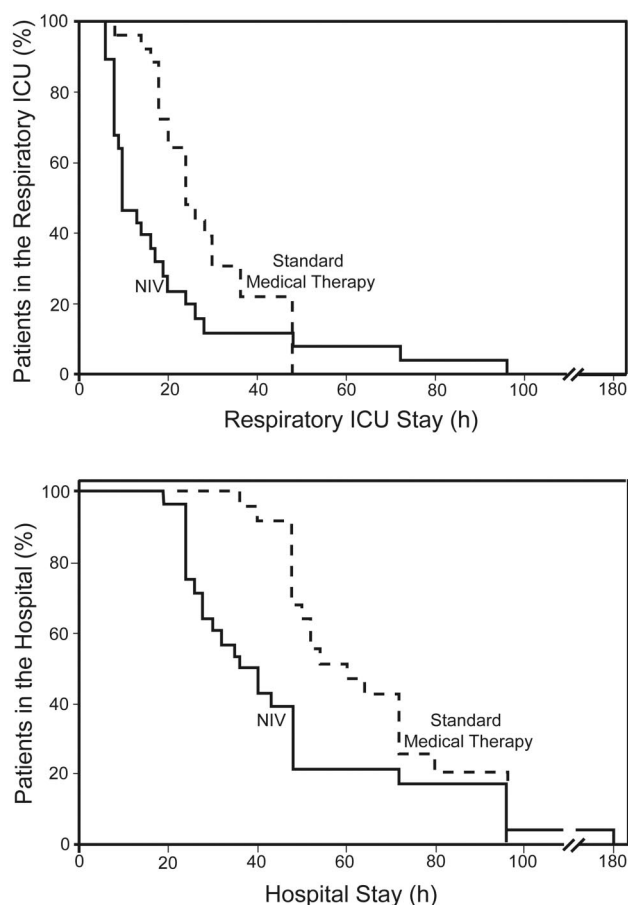 Patients in the Respiratory ICU (%)
100
80
60
40
20
0
Standard
Medical Therapy
NIV
0 20 40 60 80 100 180
Respiratory ICU Stay (h)
Patients in the Hospital (%)
100
80
60
40
20
0
NIV
Standard
Medical Therapy
0 20 40 60 80 100 180
Hospital Stay (h)